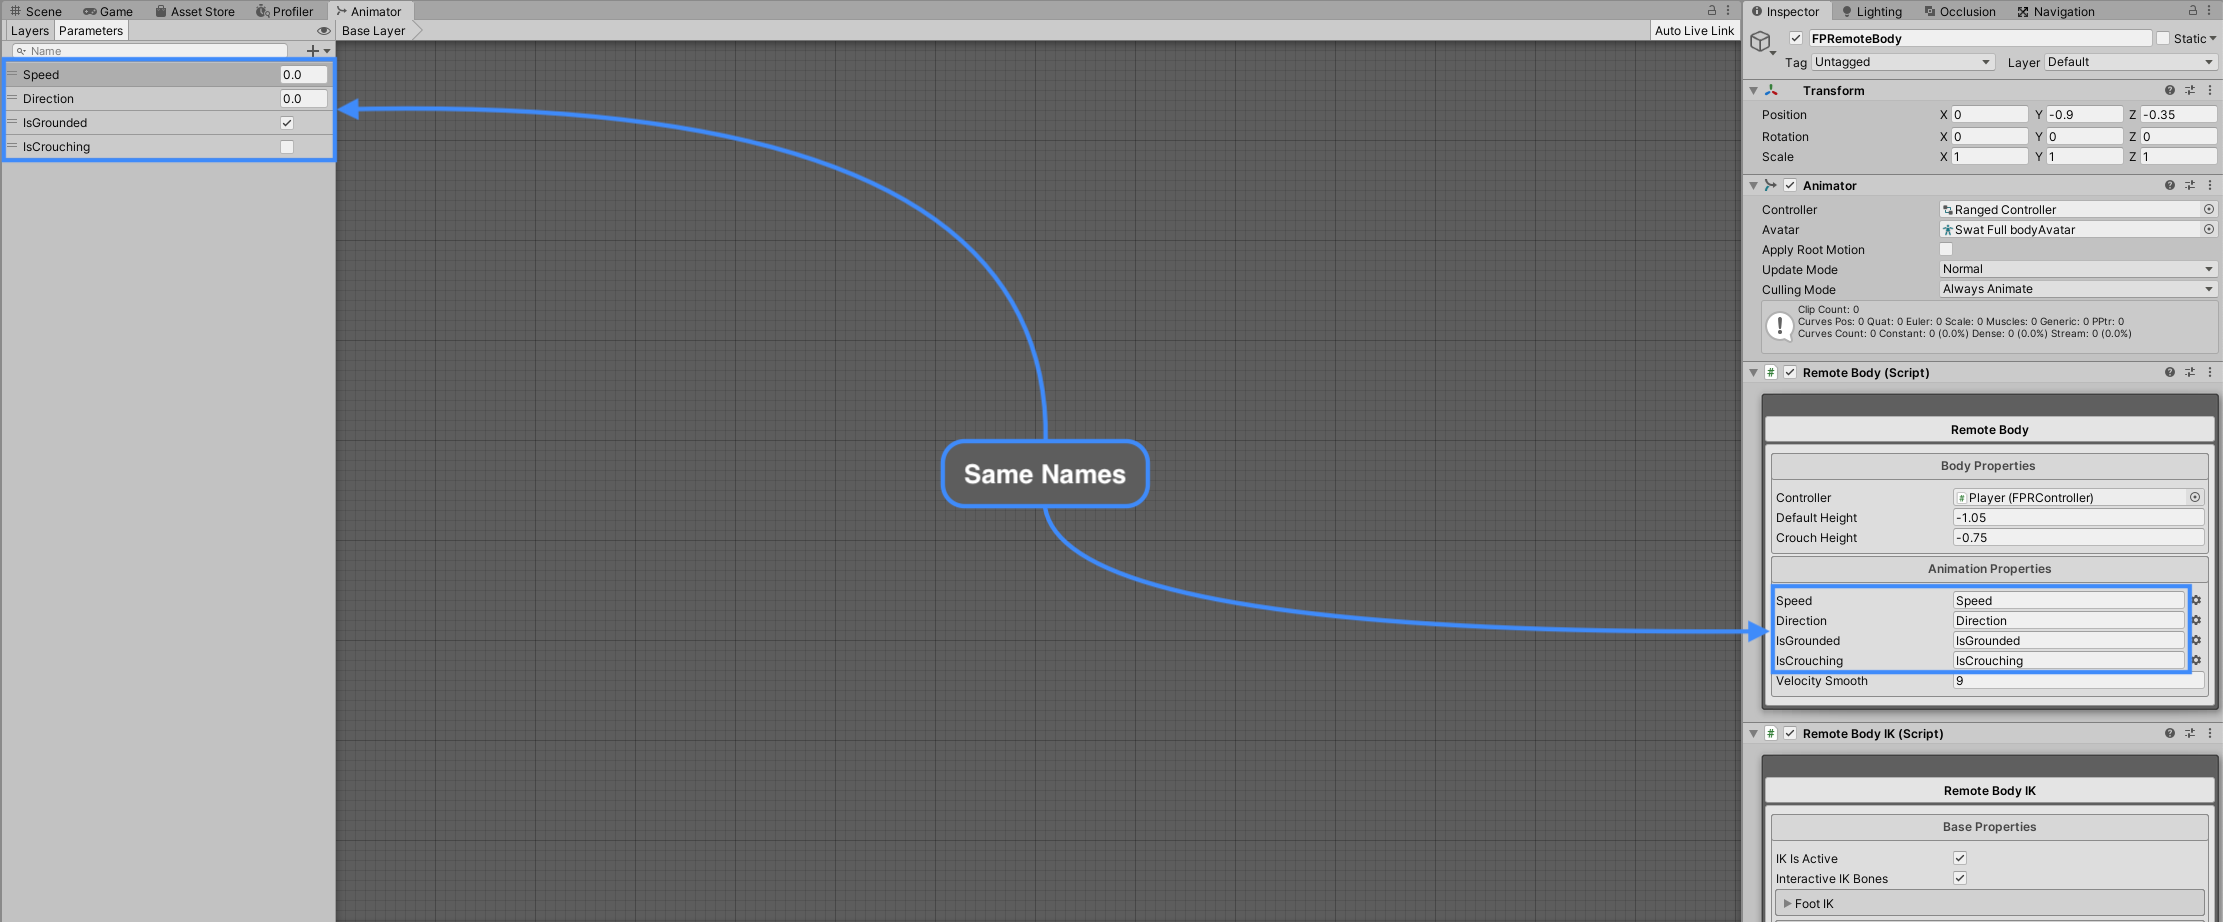 Scene Game Asset Store Profiler Animator
Layers Parameters Base Layer Auto Live Link
Name
Speed 0.0
Direction 0.0
IsGrounded
IsCrouching
Same Names
Inspector Lighting Occlusion Navigation
FPRemoteBody Static
Tag Untagged Layer Default
Transform
Position X 0 Y -0.9 Z -0.35
Rotation X 0 Y 0 Z 0
Scale X 1 Y 1 Z 1
Animator
Controller Ranged Controller
Avatar Swat Full bodyAvatar
Apply Root Motion
Update Mode Normal
Culling Mode Always Animate
Clip Count: 0
Curves Pos: 0 Quat: 0 Euler: 0 Scale: 0 Muscles: 0 Generic: 0 PPtr: 0
Curves Count: 0 Constant: 0 (0.0%) Dense: 0 (0.0%) Stream: 0 (0.0%)
# Remote Body (Script)
Remote Body
Body Properties
Controller # Player (FPRController)
Default Height -1.05
Crouch Height -0.75
Animation Properties
Speed Speed
Direction Direction
IsGrounded IsGrounded
IsCrouching IsCrouching
Velocity Smooth 9
# Remote Body IK (Script)
Remote Body IK
Base Properties
IK Is Active
Interactive IK Bones
Foot IK